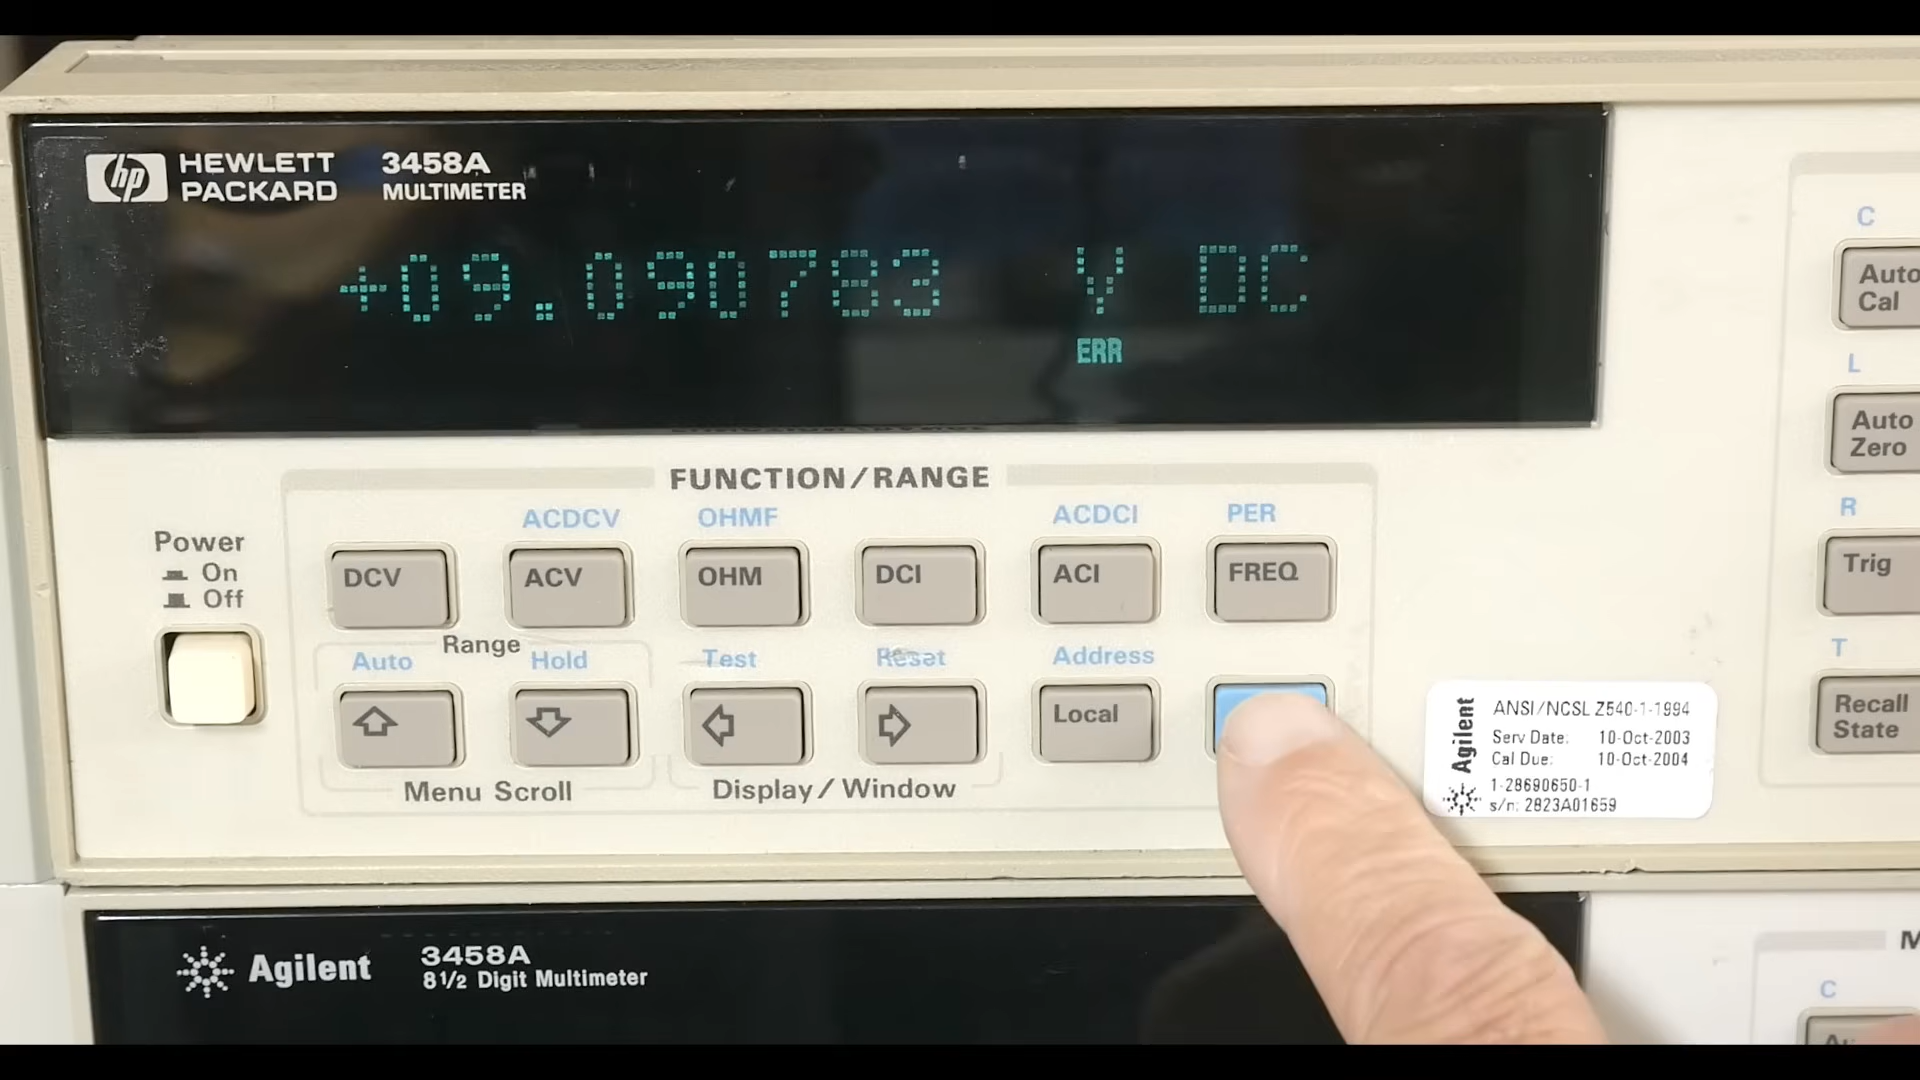 hp HEWLETT PACKARD
3458A
MULTIMETER
+09.090783 V DC
ERR
FUNCTION/RANGE
ACDCV OHMF ACDCI PER
DCV ACV OHM DCI ACI FREQ
Power
On
Off
Range
Auto Hold Test Reset Address
Local
Menu Scroll Display/Window
C
Auto
Cal
L
Auto
Zero
R
Trig
T
Recall
State
Agilent
ANSI/NCSL Z540-1-1994
Serv Date: 10-Oct-2003
Cal Due: 10-Oct-2004
1-28690650-1
s/n: 2823A01659
Agilent
3458A
8½ Digit Multimeter
M
C